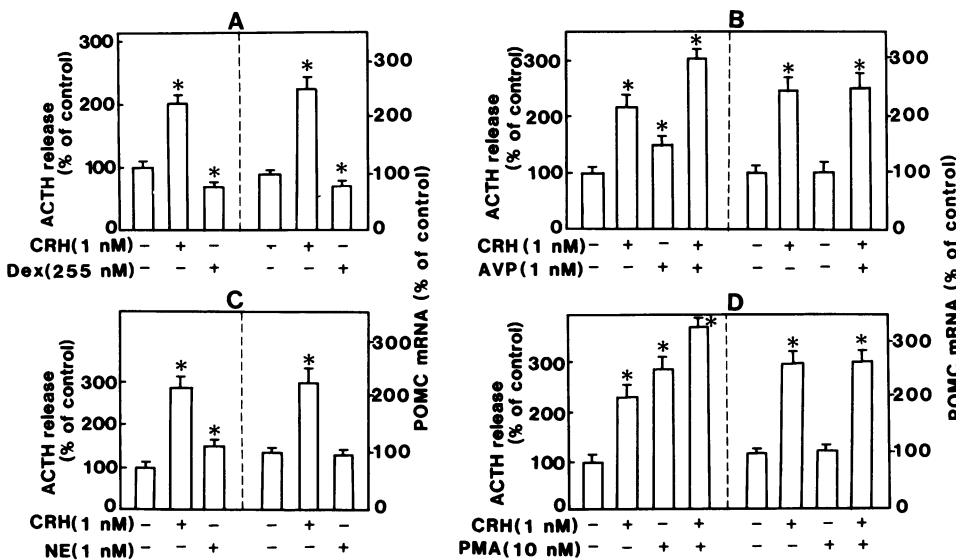 A
B
300
200
100
0
ACTH release
(% of control)
300
200
100
0
* * * *
CRH(1 nM) - + - - + -
Dex(255 nM) - - + - - +
300
200
100
0
ACTH release
(% of control)
300
200
100
0
* * * * *
CRH(1 nM) - + - + - + - +
AVP(1 nM) - - + + - - - +
POMC mRNA (% of control)
POMC mRNA (% of control)
C
D
300
200
100
0
ACTH release
(% of control)
300
200
100
0
* * *
CRH(1 nM) - + - - + -
NE(1 nM) - - + - - +
300
200
100
0
ACTH release
(% of control)
300
200
100
0
* * * * *
CRH(1 nM) - + - + - + - +
PMA(10 nM) - - + + - - + +